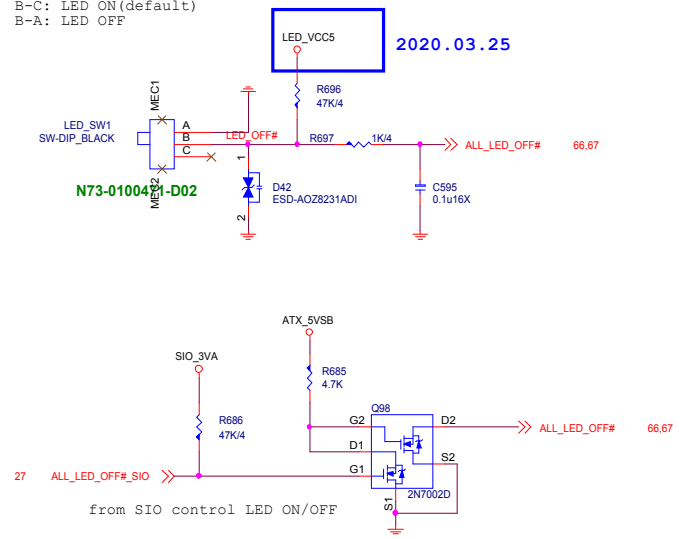 B-C: LED ON(default)
B-A: LED OFF
LED_VCC5
2020.03.25
R696
47K/4
MEC1
LED_SW1
SW-DIP_BLACK
A
B
C
LED_OFF#
R697
1K/4
ALL_LED_OFF#
66,67
1
D42
ESD-AOZ8231ADI
2
C595
0.1u16X
MEC2
ATX_5VSB
SIO_3VA
R685
4.7K
R686
47K/4
Q98
G2
D2
D1
G1
S2
S1
2N7002D
ALL_LED_OFF#
66,67
27
ALL_LED_OFF#_SIO
from SIO control LED ON/OFF